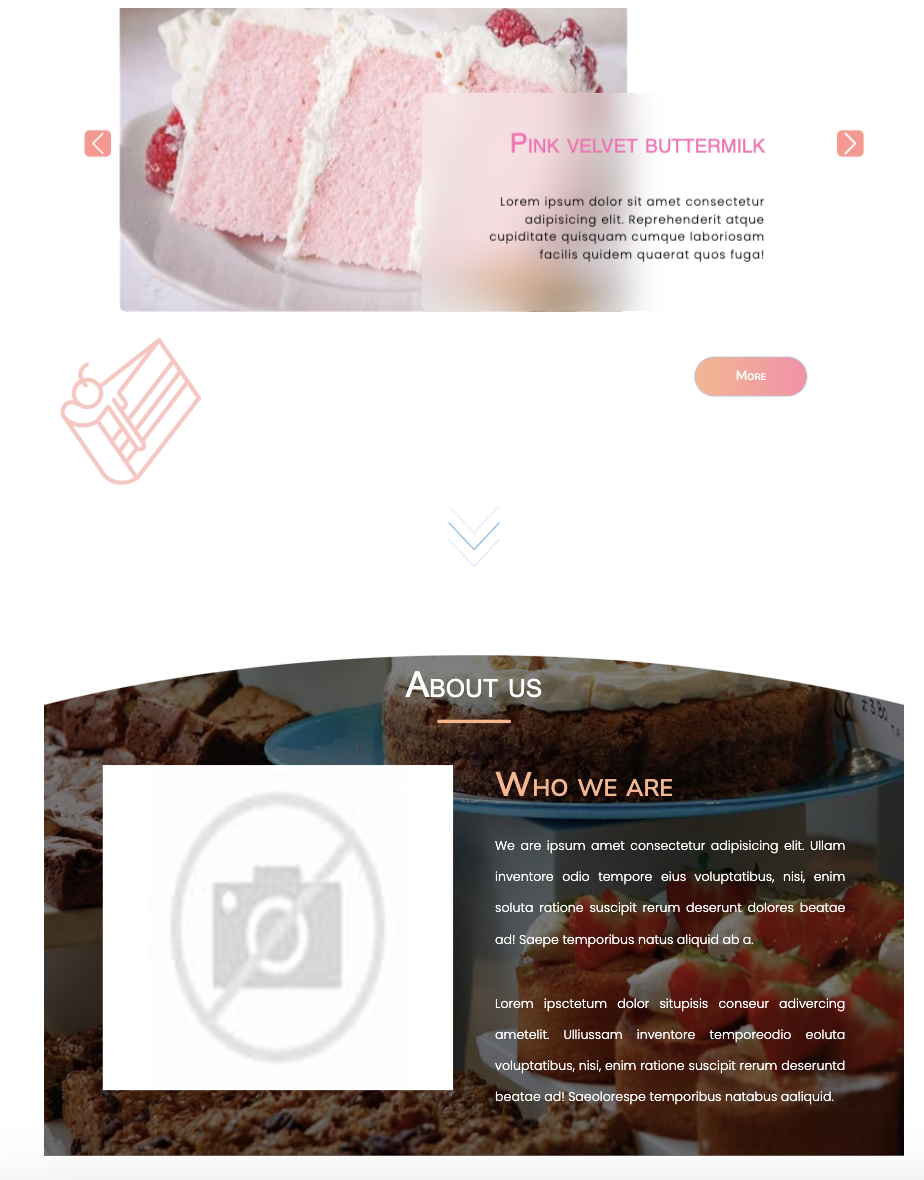 Pink velvet buttermilk
Lorem ipsum dolor sit amet consectetur
adipisicing elit. Reprehenderit atque
cupiditate quisquam cumque laboriosam
facilis quidem quaerat quos fuga!
More
About us
£3.80
TA
Who we are
We are ipsum amet consectetur adipisicing elit. Ullam
inventore odio tempore eius voluptatibus, nisi, enim
soluta ratione suscipit rerum deserunt dolores beatae
ad! Saepe temporibus natus aliquid ab a.
Lorem ipsctetum dolor situpisis conseur adivercing
ametelit. Ulliussam inventore temporeodio eoluta
voluptatibus, nisi, enim ratione suscipit rerum deseruntd
beatae ad! Saeolorespe temporibus natabus aaliquid.